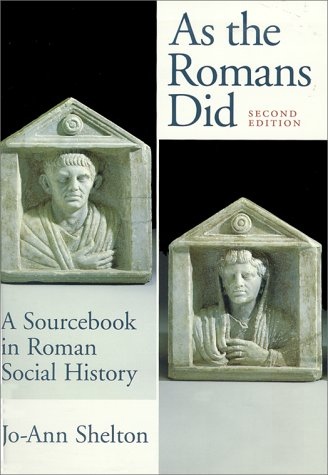 As the
Romans
Did
SECOND
EDITION
A Sourcebook
in Roman
Social History
Jo-Ann Shelton